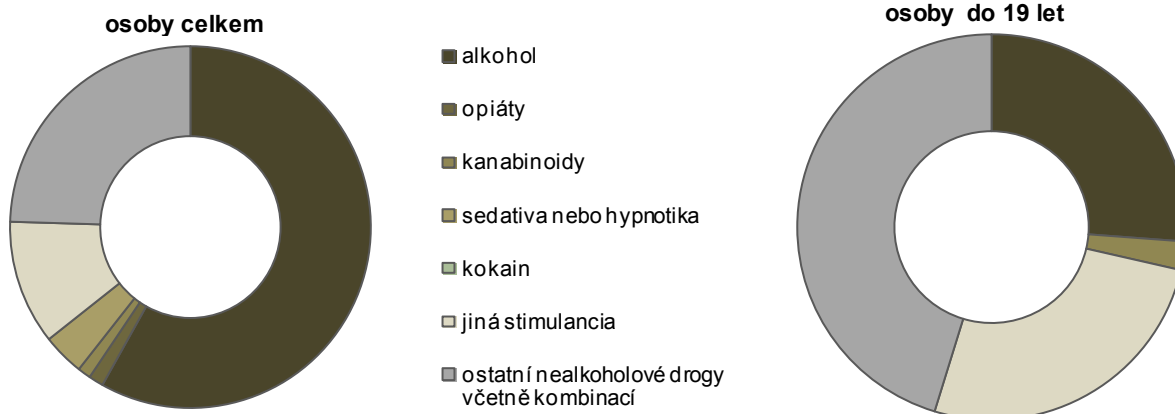 osoby celkem
alkohol
opiáty
kanabinoidy
sedativa nebo hypnotika
kokain
jiná stimulancia
ostatní nealkoholové drogy
včetně kombinací
osoby do 19 let